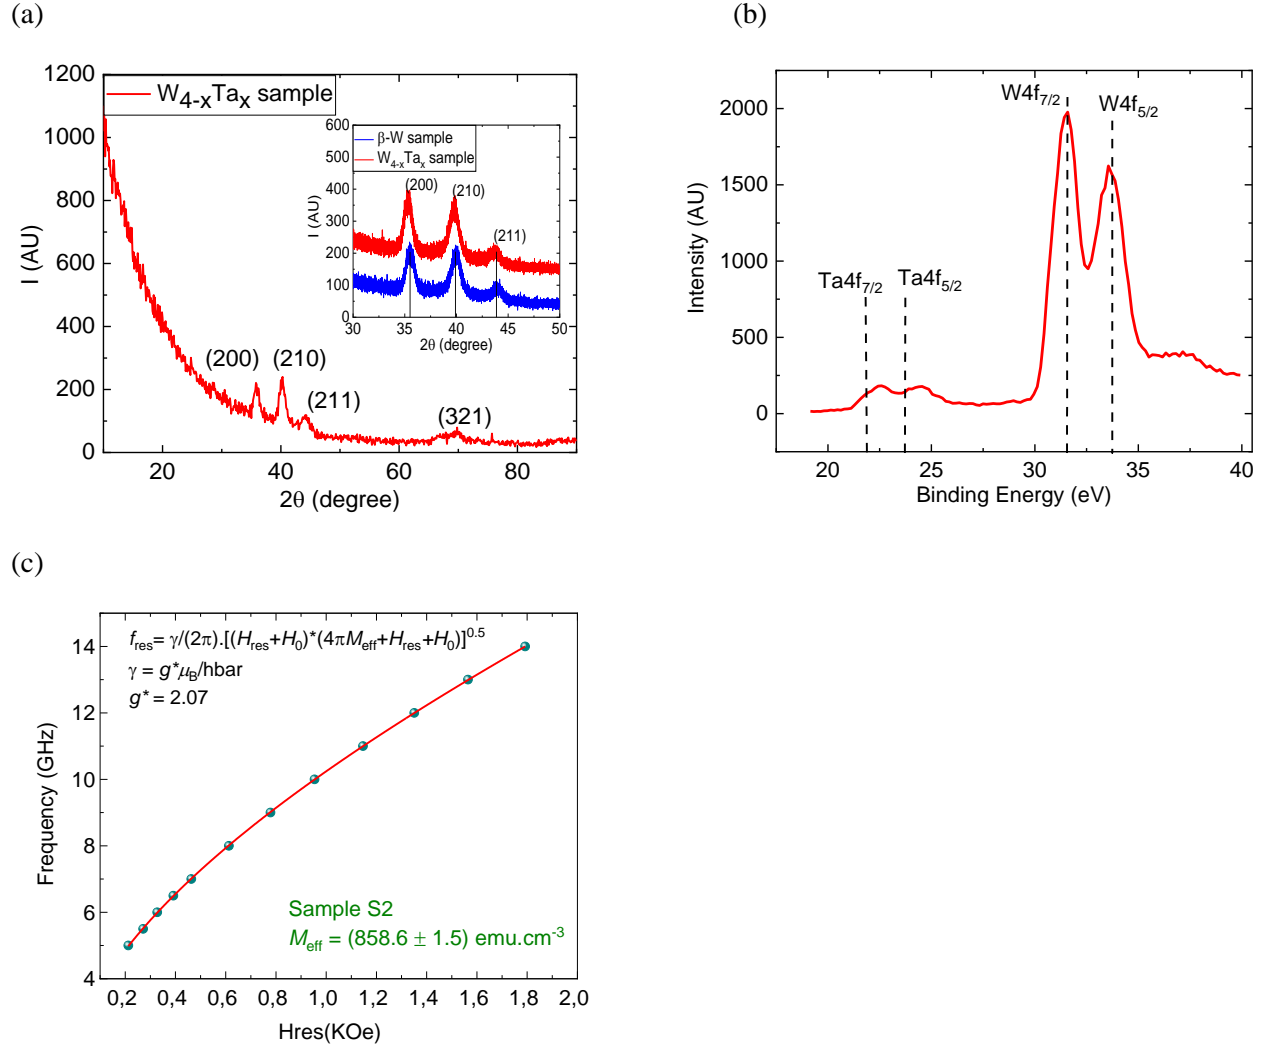 (a)
1200
1000
800
600
400
200
0
I (AU)
W4-xTax sample
(200)
(210)
(211)
(321)
20
40
60
80
2θ (degree)
600
500
400
300
200
100
0
I (AU)
β-W sample
W4-xTax sample
(200)
(210)
(211)
30
35
40
45
50
2θ (degree)
(b)
2000
1500
1000
500
0
Intensity (AU)
W4f7/2
W4f5/2
Ta4f7/2
Ta4f5/2
20
25
30
35
40
Binding Energy (eV)
(c)
14
12
10
8
6
4
Frequency (GHz)
fres= γ/(2π).[(Hres+H0)*(4πMeff+Hres+H0)]^0.5
γ = g*μB/hbar
g* = 2.07
Sample S2
Meff = (858.6 ± 1.5) emu.cm-3
0,2
0,4
0,6
0,8
1,0
1,2
1,4
1,6
1,8
2,0
Hres(KOe)